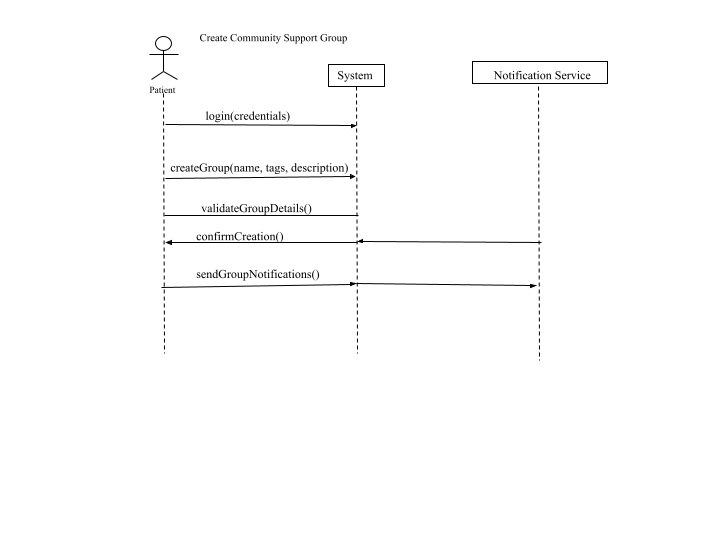 Create Community Support Group
System
Notification Service
Patient
login(credentials)
createGroup(name, tags, description)
validateGroupDetails()
confirmCreation()
sendGroupNotifications()